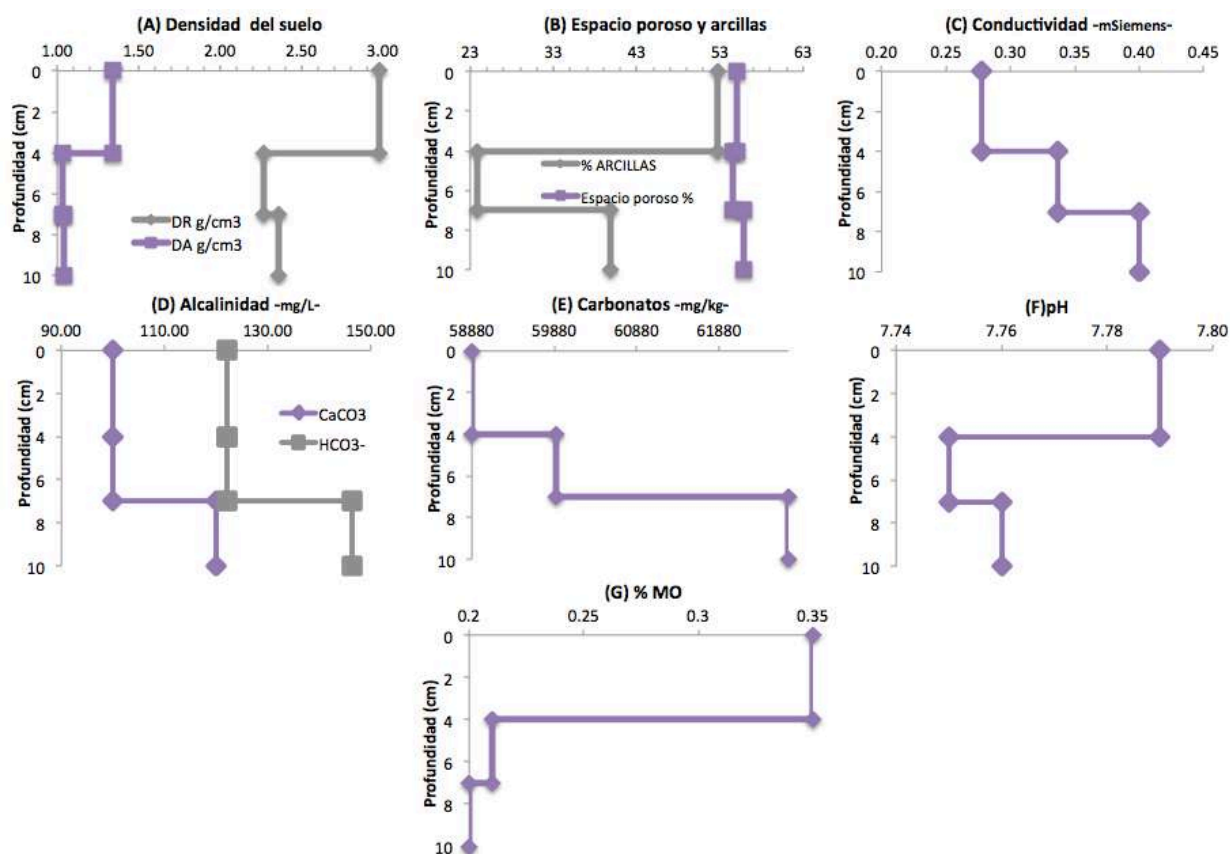 (A) Densidad del suelo
1.00 1.50 2.00 2.50 3.00
Profundidad (cm)
0
2
4
6
8
10
DR g/cm3
DA g/cm3
(B) Espacio poroso y arcillas
23 33 43 53 63
Profundidad (cm)
0
2
4
6
8
10
% ARCILLAS
Espacio poroso %
(C) Conductividad -mSiemens-
0.20 0.25 0.30 0.35 0.40 0.45
Profundidad (cm)
0
2
4
6
8
10
(D) Alcalinidad -mg/L-
90.00 110.00 130.00 150.00
Profundidad (cm)
0
2
4
6
8
10
CaCO3
HCO3-
(E) Carbonatos -mg/kg-
58880 59880 60880 61880
Profundidad (cm)
0
2
4
6
8
10
(F)pH
7.74 7.76 7.78 7.80
Profundidad (cm)
0
2
4
6
8
10
(G) % MO
0.2 0.25 0.3 0.35
Profundidad (cm)
0
2
4
6
8
10